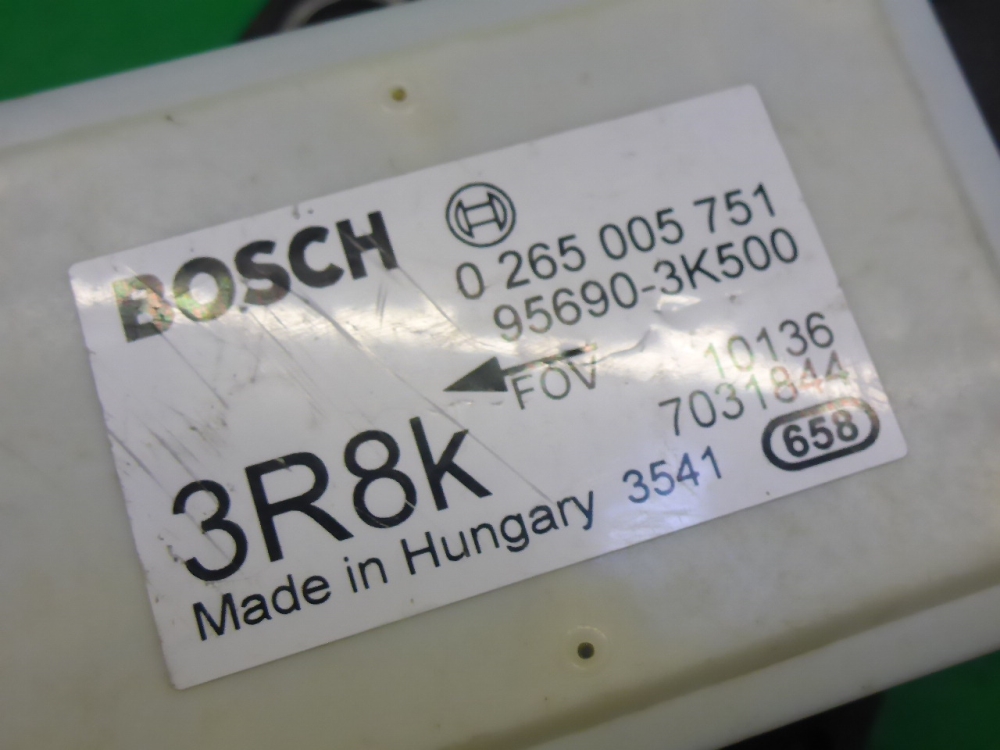 BOSCH
0 265 005 751
95690-3K500
FOV
10136
7031844
3R8k
658
Made in Hungary 3541